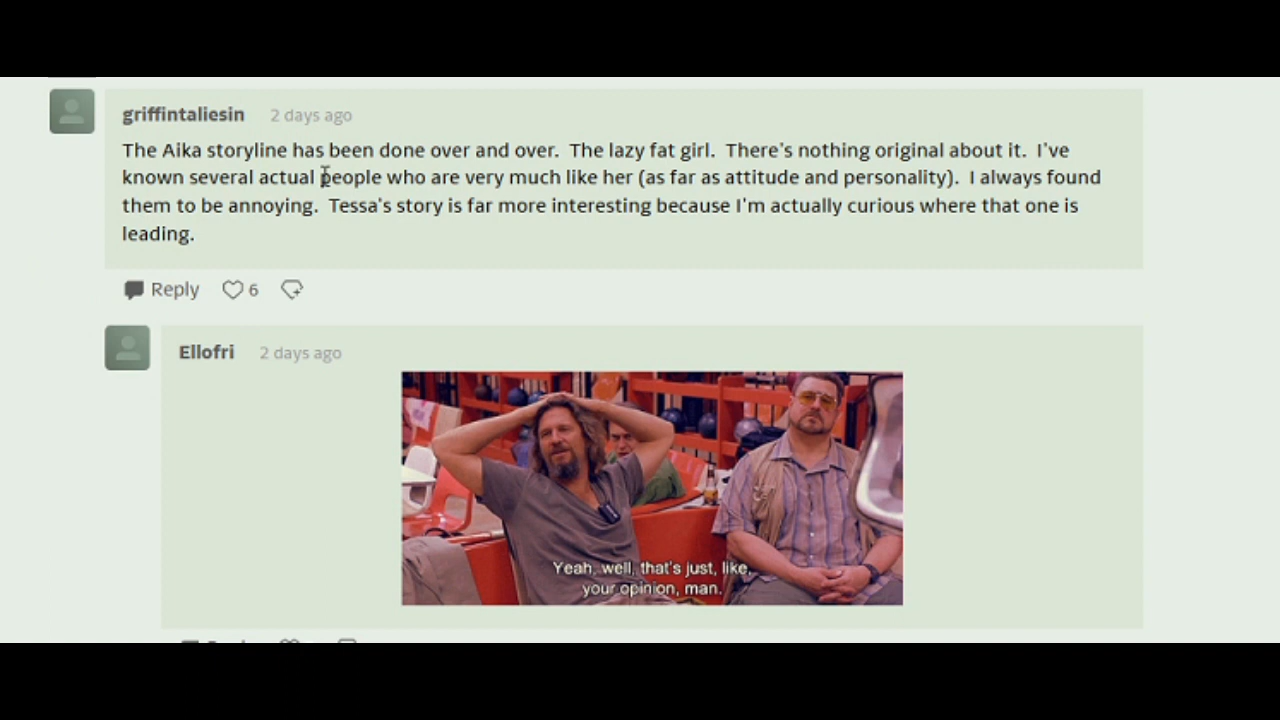 griffintaliesin 2 days ago
The Aika storyline has been done over and over.  The lazy fat girl.  There's nothing original about it.  I've
known several actual people who are very much like her (as far as attitude and personality).  I always found
them to be annoying.  Tessa's story is far more interesting because I'm actually curious where that one is
leading.
Reply 6
Ellofri 2 days ago
Yeah, well, that's just, like,
your opinion, man.